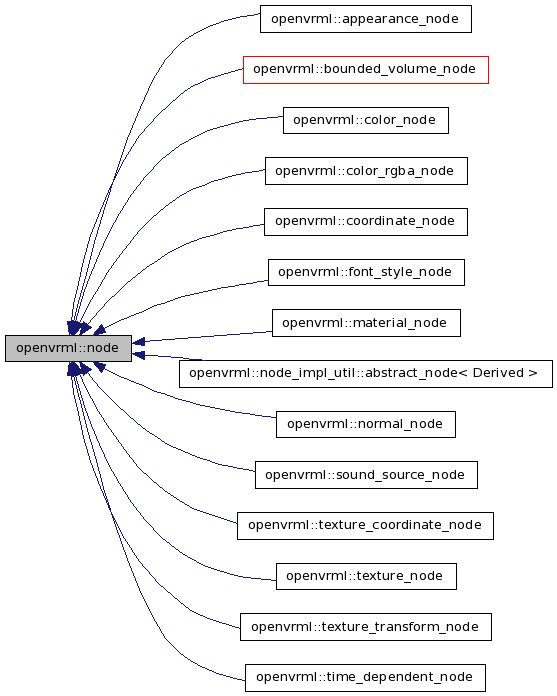 openvrml::appearance_node
openvrml::bounded_volume_node
openvrml::color_node
openvrml::color_rgba_node
openvrml::coordinate_node
openvrml::font_style_node
openvrml::material_node
openvrml::node
openvrml::node_impl_util::abstract_node< Derived >
openvrml::normal_node
openvrml::sound_source_node
openvrml::texture_coordinate_node
openvrml::texture_node
openvrml::texture_transform_node
openvrml::time_dependent_node